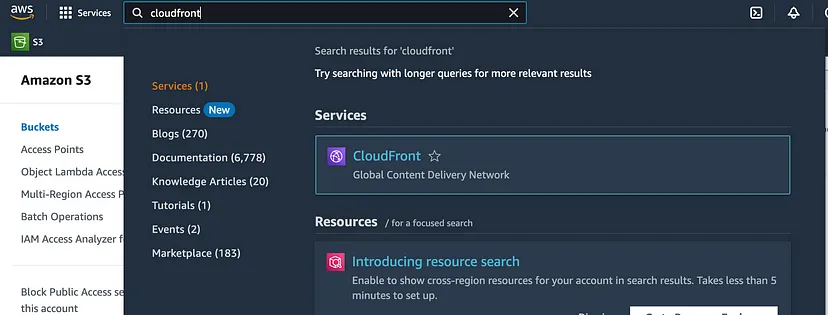 aws
Services
cloudfront
S3
Amazon S3
Buckets
Access Points
Object Lambda Access
Multi-Region Access P
Batch Operations
IAM Access Analyzer f
Block Public Access se
this account
Search results for 'cloudfront'
Try searching with longer queries for more relevant results
Services (1)
Resources New
Blogs (270)
Documentation (6,778)
Knowledge Articles (20)
Tutorials (1)
Events (2)
Marketplace (183)
Services
CloudFront
Global Content Delivery Network
Resources / for a focused search
Introducing resource search
Enable to show cross-region resources for your account in search results. Takes less than 5
minutes to set up.